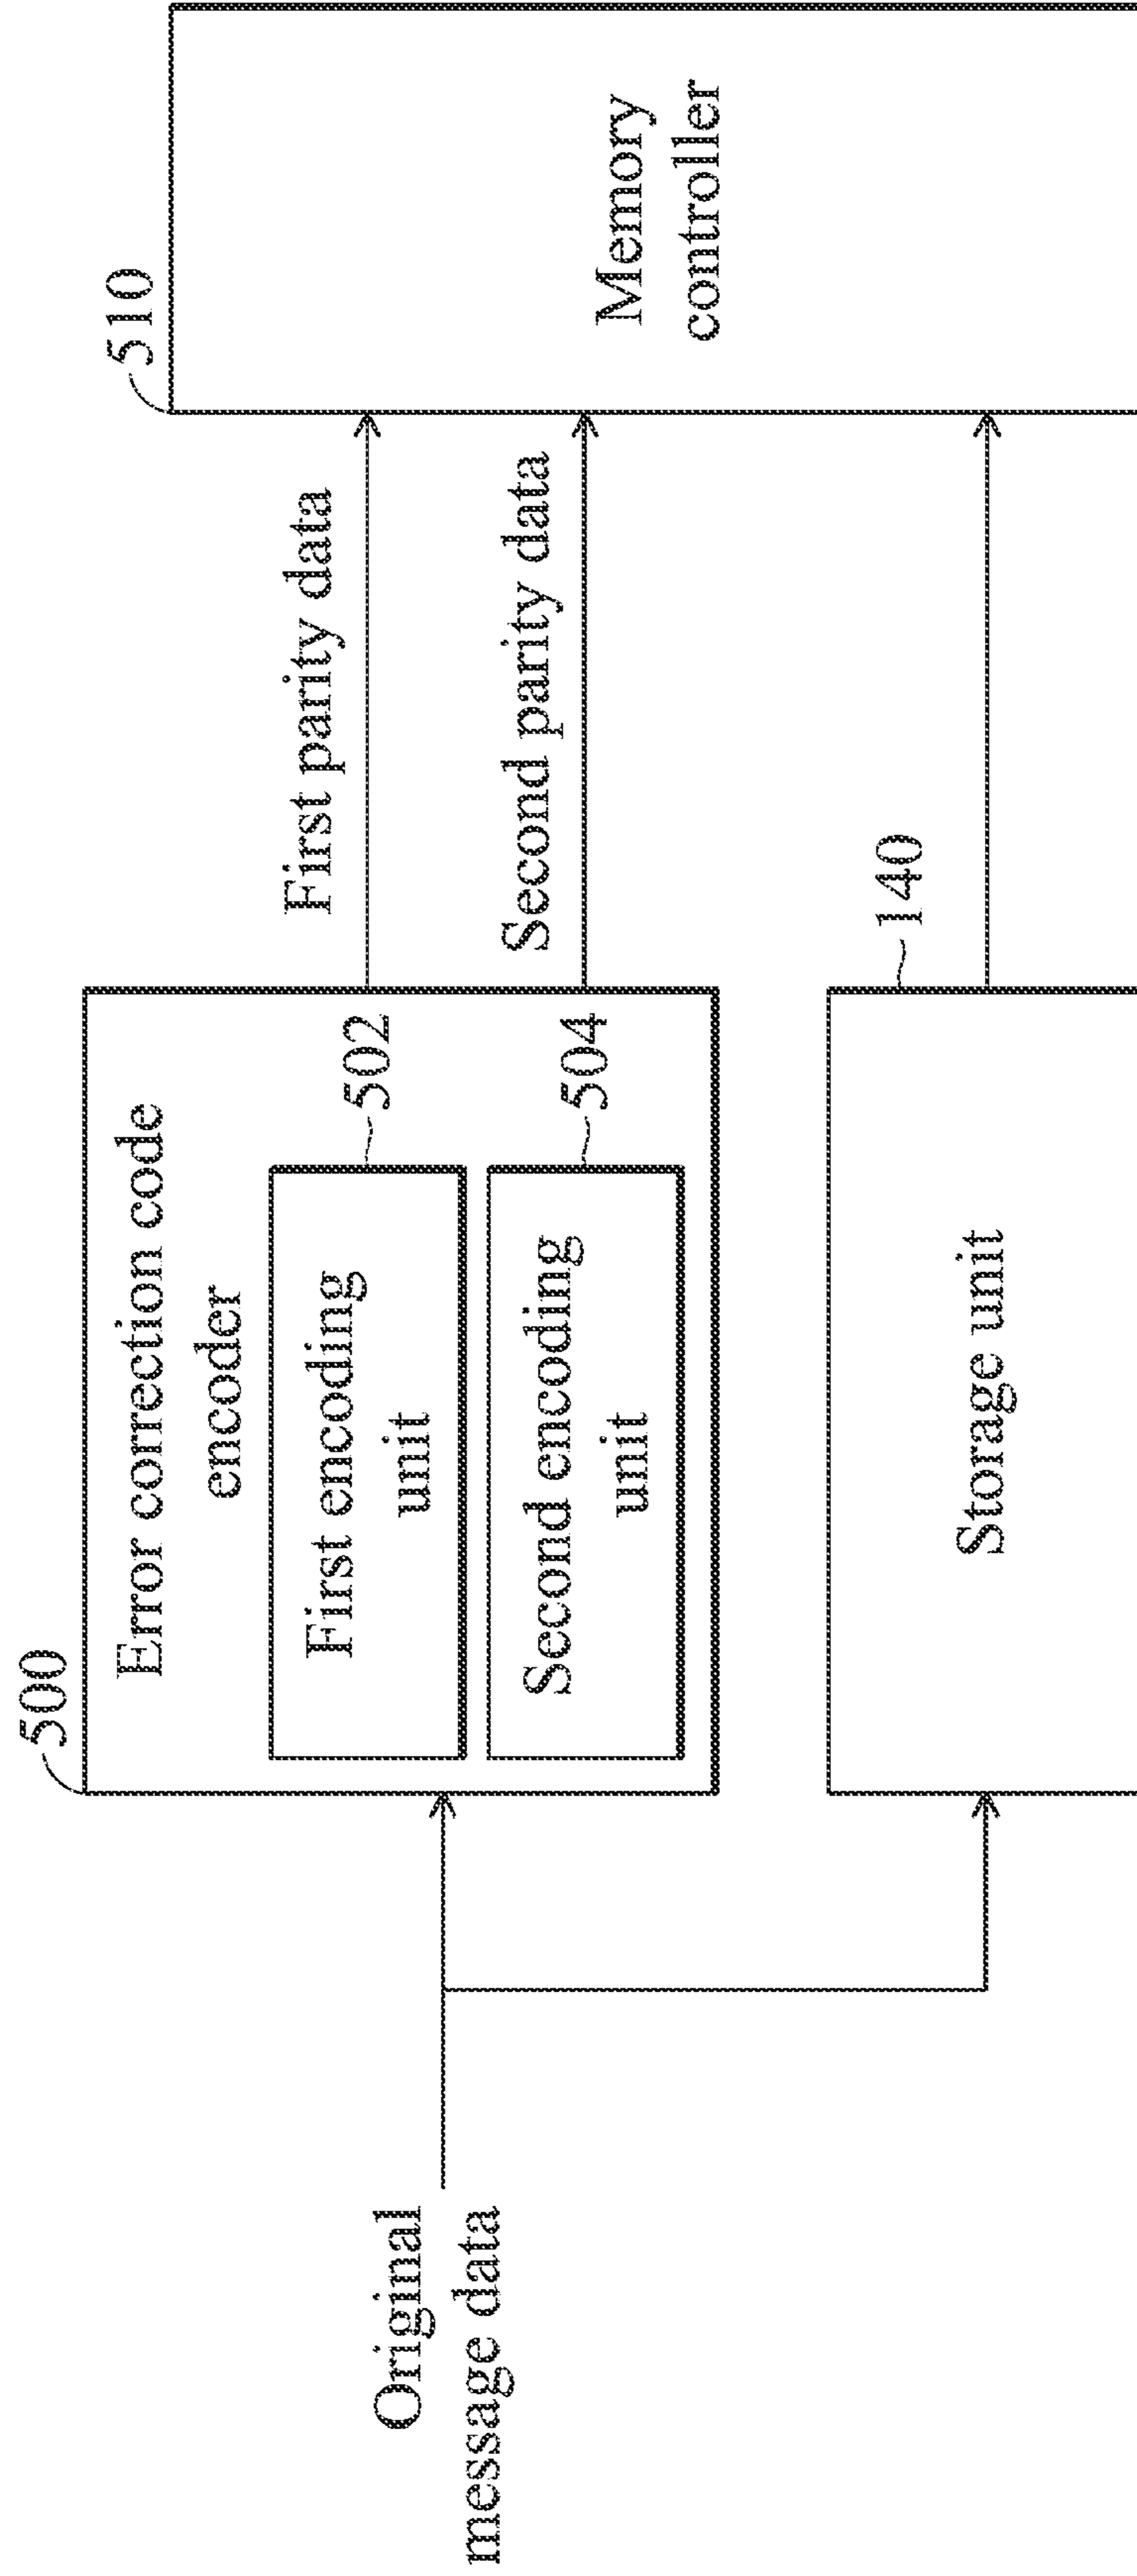 500
Error correction code
encoder
First encoding
unit
502
Second encoding
unit
504
Original
message data
First parity data
Second parity data
510
Memory
controller
Storage unit
140